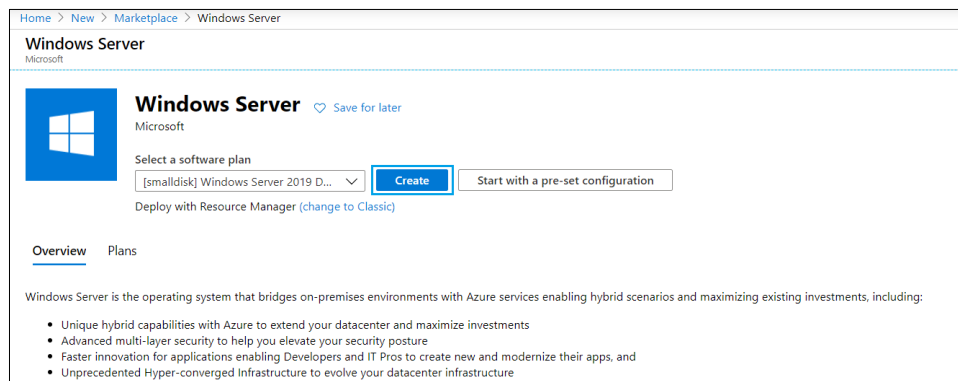 Home > New > Marketplace > Windows Server
Windows Server
Microsoft
Windows Server Save for later
Microsoft
Select a software plan
[smalldisk] Windows Server 2019 D... Create Start with a pre-set configuration
Deploy with Resource Manager (change to Classic)
Overview Plans
Windows Server is the operating system that bridges on-premises environments with Azure services enabling hybrid scenarios and maximizing existing investments, including:
• Unique hybrid capabilities with Azure to extend your datacenter and maximize investments
• Advanced multi-layer security to help you elevate your security posture
• Faster innovation for applications enabling Developers and IT Pros to create new and modernize their apps, and
• Unprecedented Hyper-converged Infrastructure to evolve your datacenter infrastructure